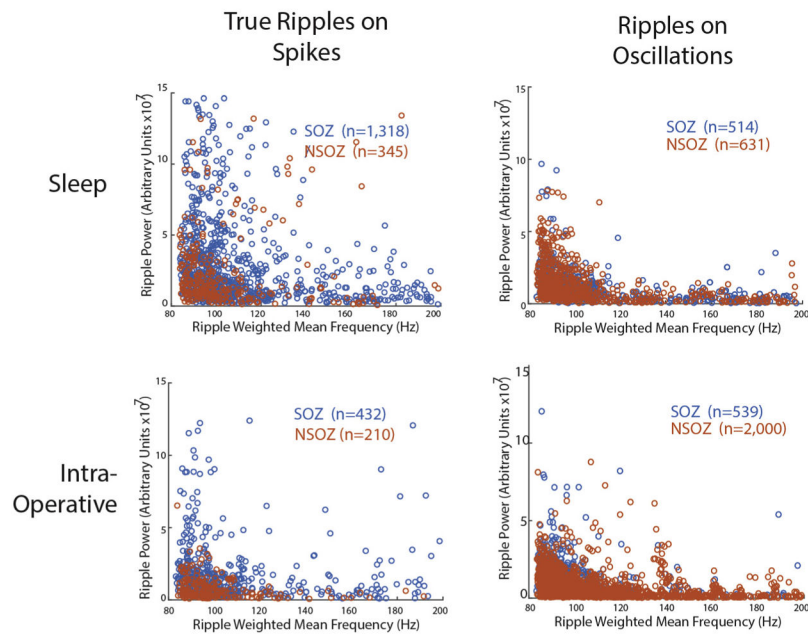 True Ripples on
Spikes
Ripples on
Oscillations
Sleep
Ripple Power (Arbitrary Units x10⁷)
15
10
5
0
SOZ (n=1,318)
NSOZ (n=345)
80 100 120 140 160 180 200
Ripple Weighted Mean Frequency (Hz)
Ripple Power (Arbitrary Units x10⁷)
15
10
5
0
SOZ (n=514)
NSOZ (n=631)
80 100 120 140 160 180 200
Ripple Weighted Mean Frequency (Hz)
Intra-
Operative
Ripple Power (Arbitrary Units x10⁷)
15
10
5
0
SOZ (n=432)
NSOZ (n=210)
80 100 120 140 160 180 200
Ripple Weighted Mean Frequency (Hz)
Ripple Power (Arbitrary Units x10⁷)
15
10
5
0
SOZ (n=539)
NSOZ (n=2,000)
80 100 120 140 160 180 200
Ripple Weighted Mean Frequency (Hz)